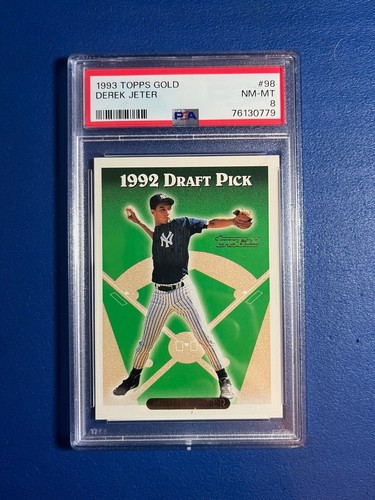 1993 TOPPS GOLD #98
DEREK JETER NM-MT
8
PSA 76130779
1992 DRAFT PICK
NY